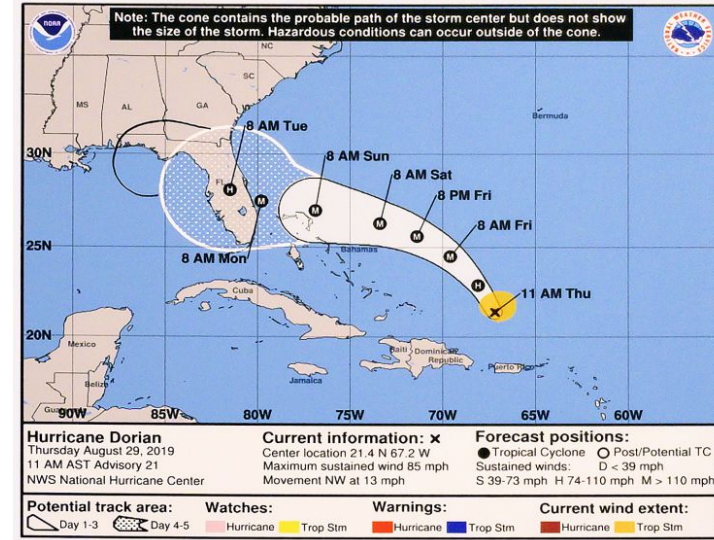 Note: The cone contains the probable path of the storm center but does not show
the size of the storm. Hazardous conditions can occur outside of the cone.
NOAA
NATIONAL WEATHER SERVICE
NC
SC
MS
AL
GA
Bermuda
8 AM Tue
30N
8 AM Sun
FL
8 AM Sat
H
M
M
M
8 PM Fri
M
8 AM Fri
25N
8 AM Mon
Bahamas
M
H
11 AM Thu
Cuba
20N
Mexico
Haiti
Dominican
Republic
Puerto Rico
Jamaica
Belize
90W
85W
80W
75W
70W
65W
60W
Hurricane Dorian
Thursday August 29, 2019
11 AM AST Advisory 21
NWS National Hurricane Center
Current information: x
Center location 21.4 N 67.2 W
Maximum sustained wind 85 mph
Movement NW at 13 mph
Forecast positions:
Tropical Cyclone Post/Potential TC
Sustained winds: D < 39 mph
S 39-73 mph H 74-110 mph M > 110 mph
Potential track area:
Day 1-3 Day 4-5
Watches:
Hurricane Trop Stm
Warnings:
Hurricane Trop Stm
Current wind extent:
Hurricane Trop Stm